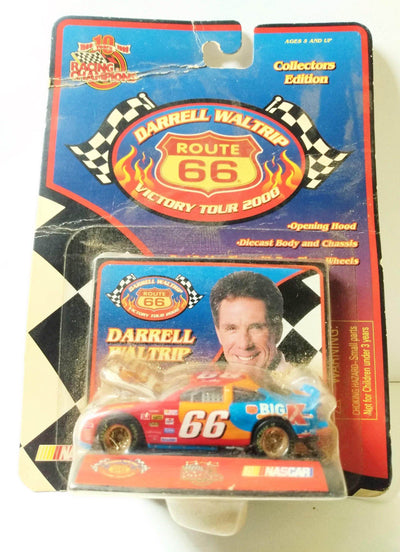 10
RACING CHAMPIONS
AGES 8 AND UP
Collectors
Edition
DARRELL WALTRIP
ROUTE
66
VICTORY TOUR 2000
•Opening Hood
•Diecast Body and Chassis
Wheels
DARRELL WALTRIP
ROUTE
66
VICTORY TOUR 2000
DARRELL
WALTRIP
WARNING:
CHOKING HAZARD-Small parts
Not for Children under 3 years
66
BIG K
NASCAR